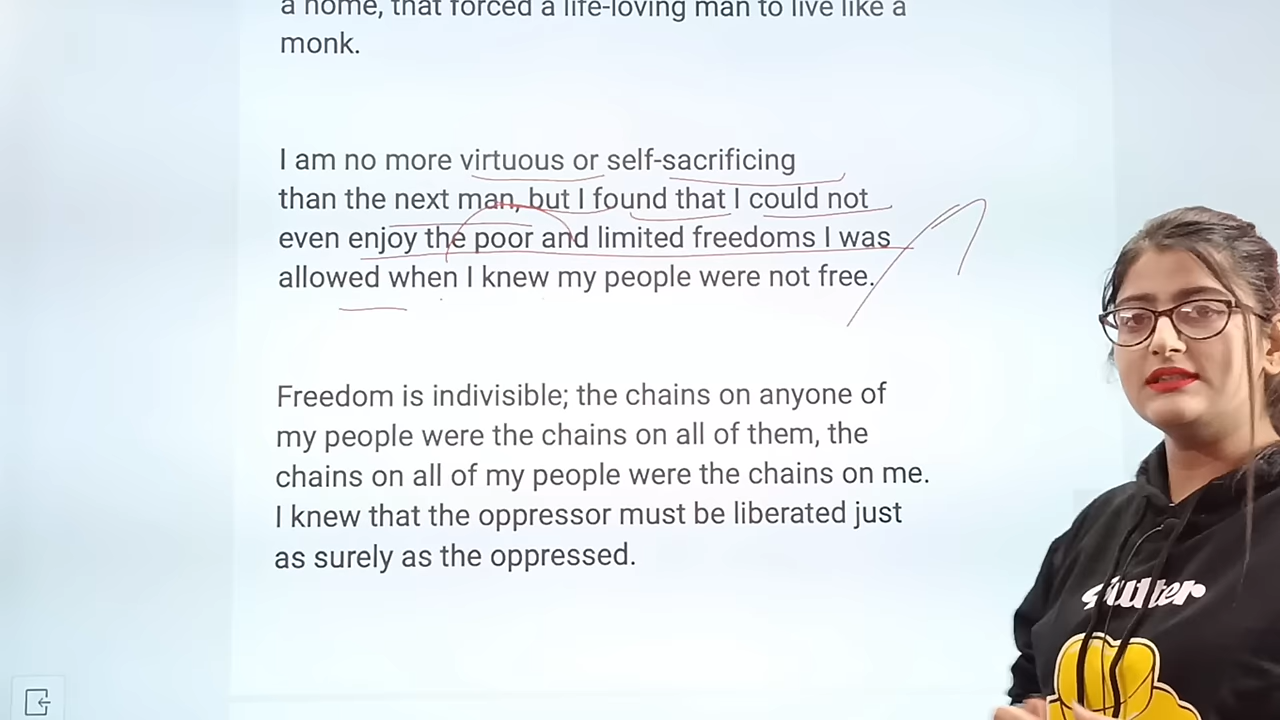 a home, that forced a life-loving man to live like a
monk.
I am no more virtuous or self-sacrificing
than the next man, but I found that I could not
even enjoy the poor and limited freedoms I was
allowed when I knew my people were not free.
Freedom is indivisible; the chains on anyone of
my people were the chains on all of them, the
chains on all of my people were the chains on me.
I knew that the oppressor must be liberated just
as surely as the oppressed.